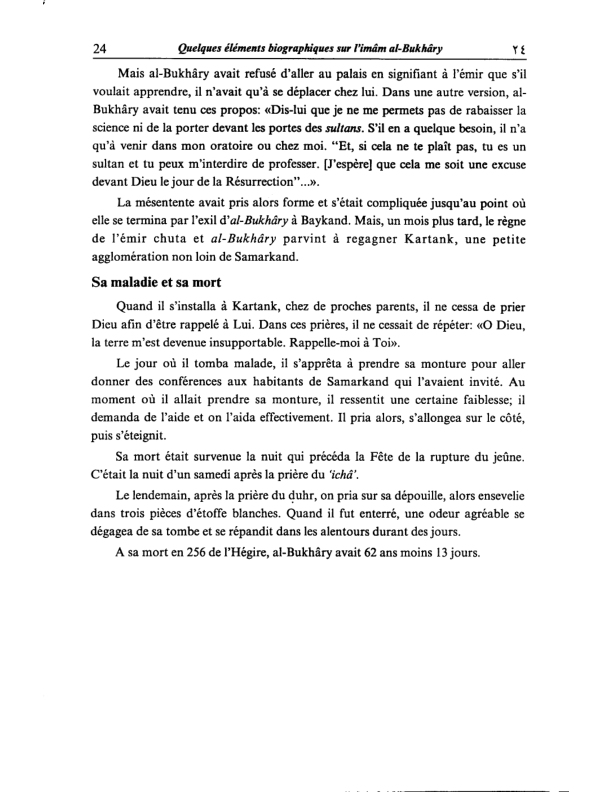 24 Quelques éléments biographiques sur l'imâm al-Bukhâry ٢٤
Mais al-Bukhâry avait refusé d'aller au palais en signifiant à l'émir que s'il
voulait apprendre, il n'avait qu'à se déplacer chez lui. Dans une autre version, al-
Bukhâry avait tenu ces propos: «Dis-lui que je ne me permets pas de rabaisser la
science ni de la porter devant les portes des sultans. S'il en a quelque besoin, il n'a
qu'à venir dans mon oratoire ou chez moi. "Et, si cela ne te plaît pas, tu es un
sultan et tu peux m'interdire de professer. [J'espère] que cela me soit une excuse
devant Dieu le jour de la Résurrection"...».
La mésentente avait pris alors forme et s'était compliquée jusqu'au point où
elle se termina par l'exil d'al-Bukhâry à Baykand. Mais, un mois plus tard, le règne
de l'émir chuta et al-Bukhâry parvint à regagner Kartank, une petite
agglomération non loin de Samarkand.
Sa maladie et sa mort
Quand il s'installa à Kartank, chez de proches parents, il ne cessa de prier
Dieu afin d'être rappelé à Lui. Dans ces prières, il ne cessait de répéter: «O Dieu,
la terre m'est devenue insupportable. Rappelle-moi à Toi».
Le jour où il tomba malade, il s'apprêta à prendre sa monture pour aller
donner des conférences aux habitants de Samarkand qui l'avaient invité. Au
moment où il allait prendre sa monture, il ressentit une certaine faiblesse; il
demanda de l'aide et on l'aida effectivement. Il pria alors, s'allongea sur le côté,
puis s'éteignit.
Sa mort était survenue la nuit qui précéda la Fête de la rupture du jeûne.
C'était la nuit d'un samedi après la prière du 'ichâ'.
Le lendemain, après la prière du ḍuhr, on pria sur sa dépouille, alors ensevelie
dans trois pièces d'étoffe blanches. Quand il fut enterré, une odeur agréable se
dégagea de sa tombe et se répandit dans les alentours durant des jours.
A sa mort en 256 de l'Hégire, al-Bukhâry avait 62 ans moins 13 jours.